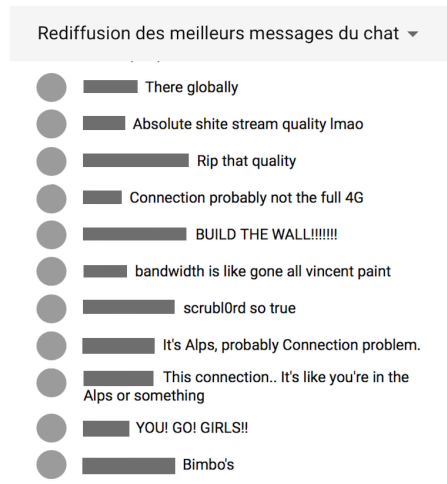 Rediffusion des meilleurs messages du chat
There globally
Absolute shite stream quality lmao
Rip that quality
Connection probably not the full 4G
BUILD THE WALL!!!!!!!
bandwidth is like gone all vincent paint
scrubl0rd so true
It's Alps, probably Connection problem.
This connection.. It's like you're in the
Alps or something
YOU! GO! GIRLS!!
Bimbo's